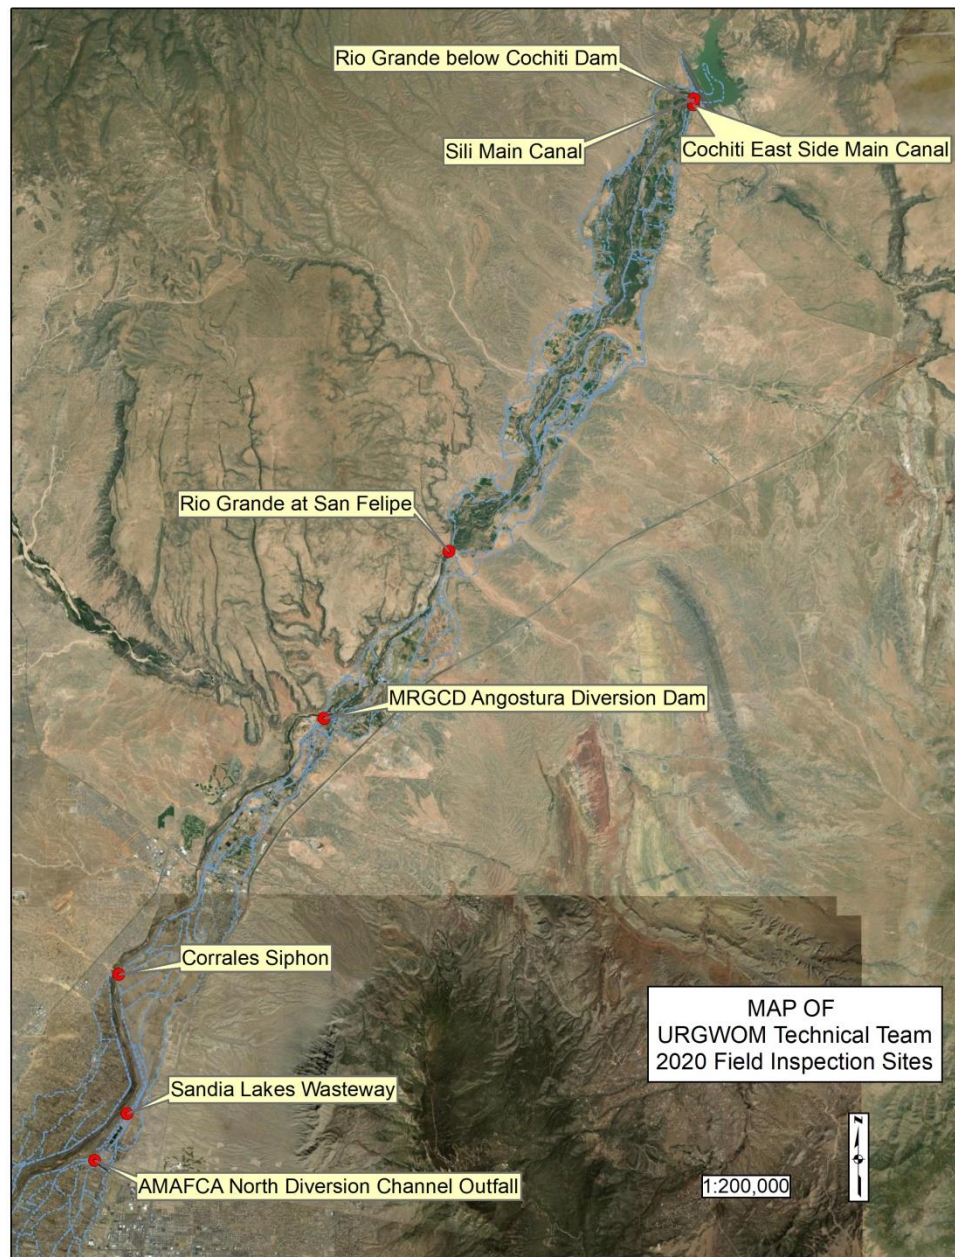 Rio Grande below Cochiti Dam
Sili Main Canal
Cochiti East Side Main Canal
Rio Grande at San Felipe
MRGCD Angostura Diversion Dam
Corrales Siphon
MAP OF
URGWOM Technical Team
2020 Field Inspection Sites
Sandia Lakes Wasteway
AMAFCA North Diversion Channel Outfall
1:200,000
N